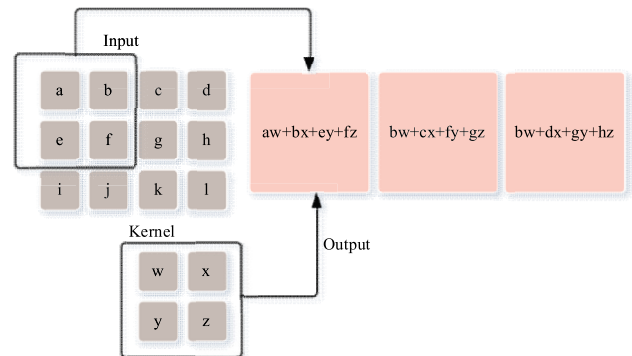 Input
a b c d
e f g h
i j k l
aw+bx+ey+fz bw+cx+fy+gz bw+dx+gy+hz
Kernel
w x
y z
Output